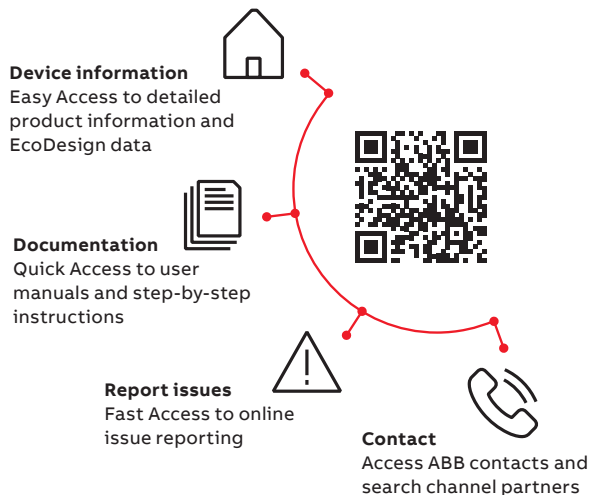 Device information
Easy Access to detailed
product information and
EcoDesign data
Documentation
Quick Access to user
manuals and step-by-step
instructions
Report issues
Fast Access to online
issue reporting
Contact
Access ABB contacts and
search channel partners